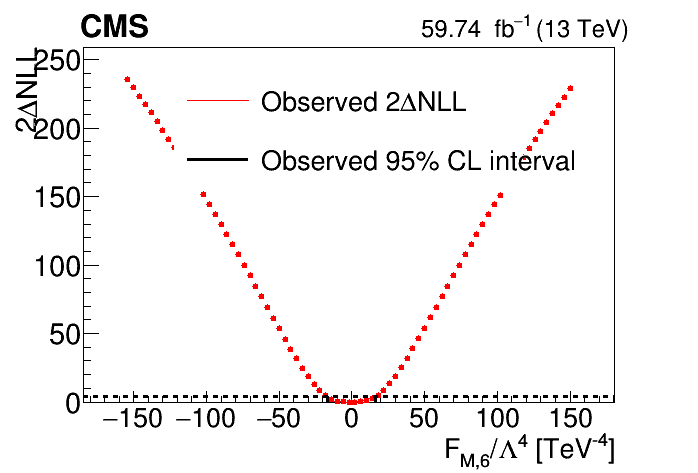 CMS
59.74 fb⁻¹ (13 TeV)
2ΔNLL
250
200
150
100
50
0
Observed 2ΔNLL
Observed 95% CL interval
−150 −100 −50 0 50 100 150
F_M,6/Λ⁴ [TeV⁻⁴]